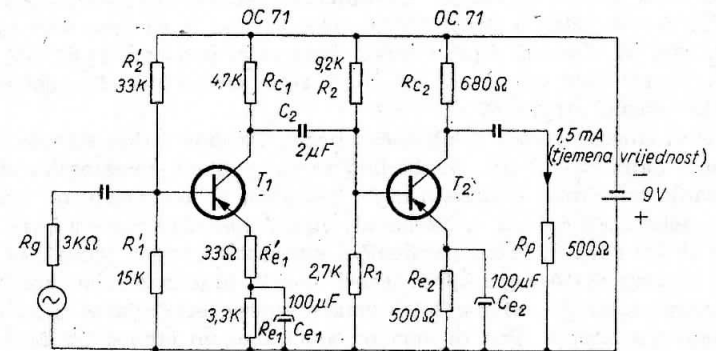 OC 71
OC 71
R2
33K
4,7K
Rc1
C2
2μF
9,2K
R2
Rc2
680Ω
1,5 mA
(tjemena vrijednost)
T1
T2
9V
−
+
Rg
3KΩ
R'1
15K
33Ω
R'e1
3,3K
Re1
100μF
Ce1
2,7K
R1
Re2
500Ω
100μF
Ce2
Rp
500Ω